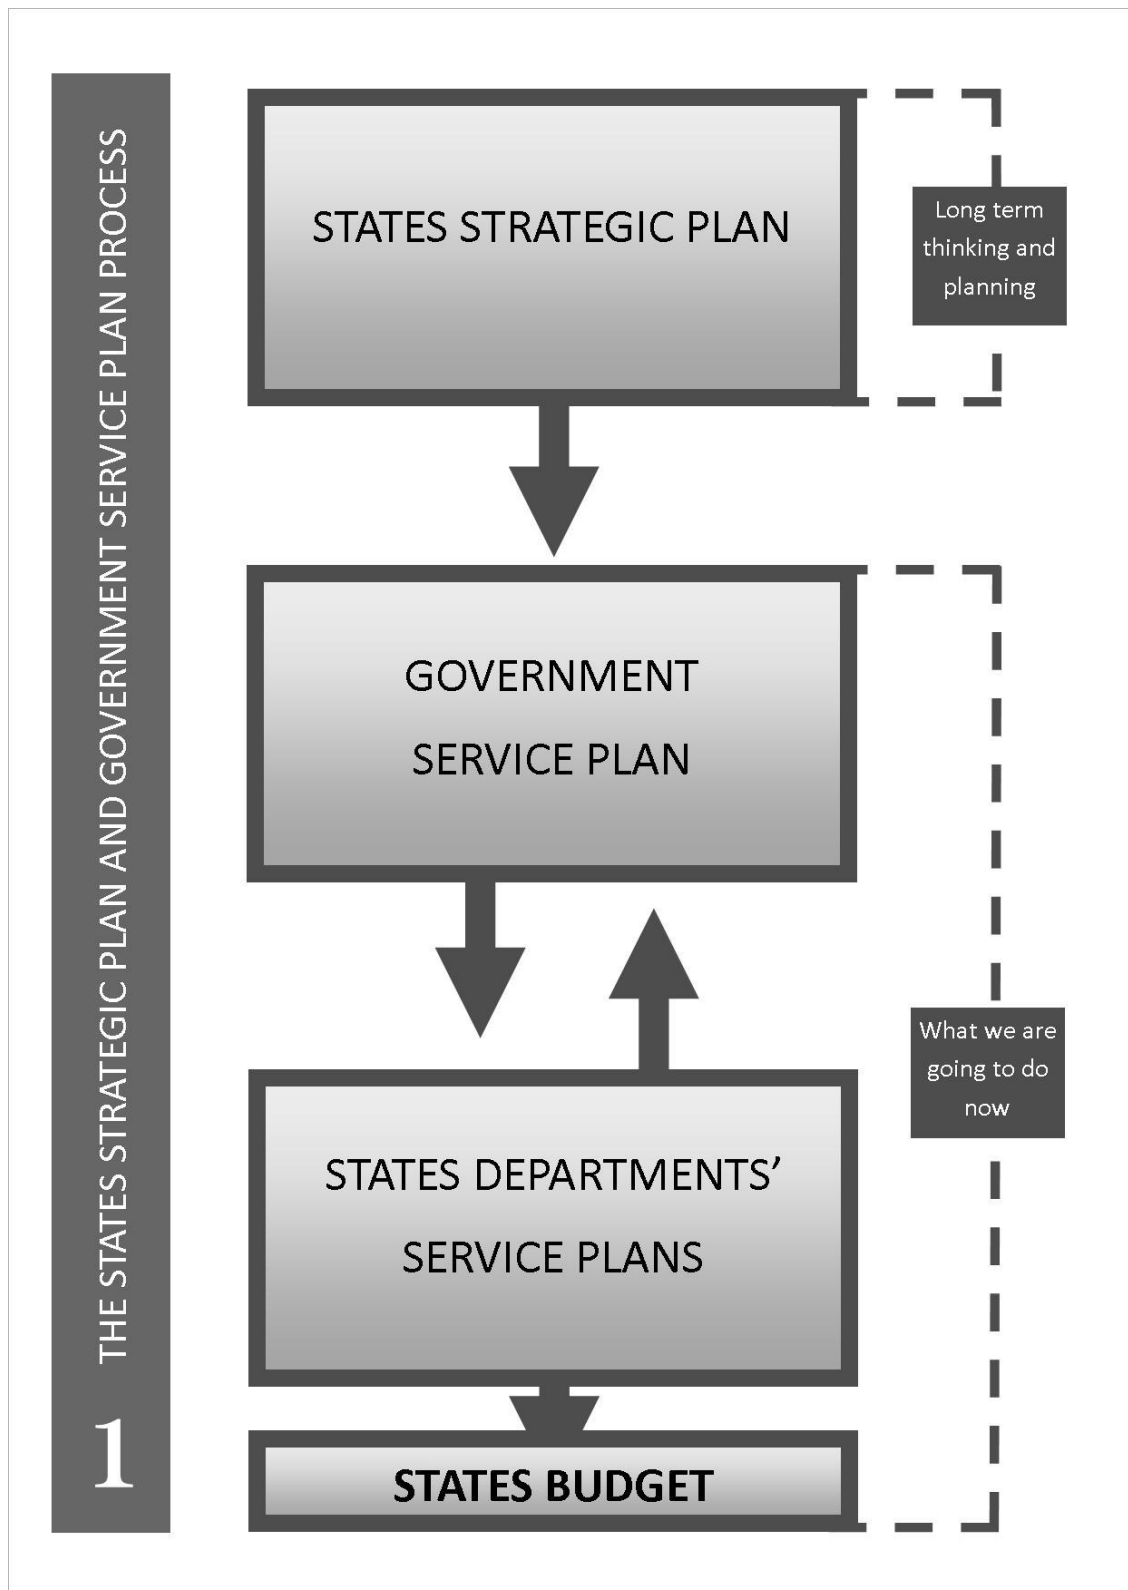 THE STATES STRATEGIC PLAN AND GOVERNMENT SERVICE PLAN PROCESS
1
STATES STRATEGIC PLAN
Long term
thinking and
planning
GOVERNMENT
SERVICE PLAN
What we are
going to do
now
STATES DEPARTMENTS’
SERVICE PLANS
STATES BUDGET